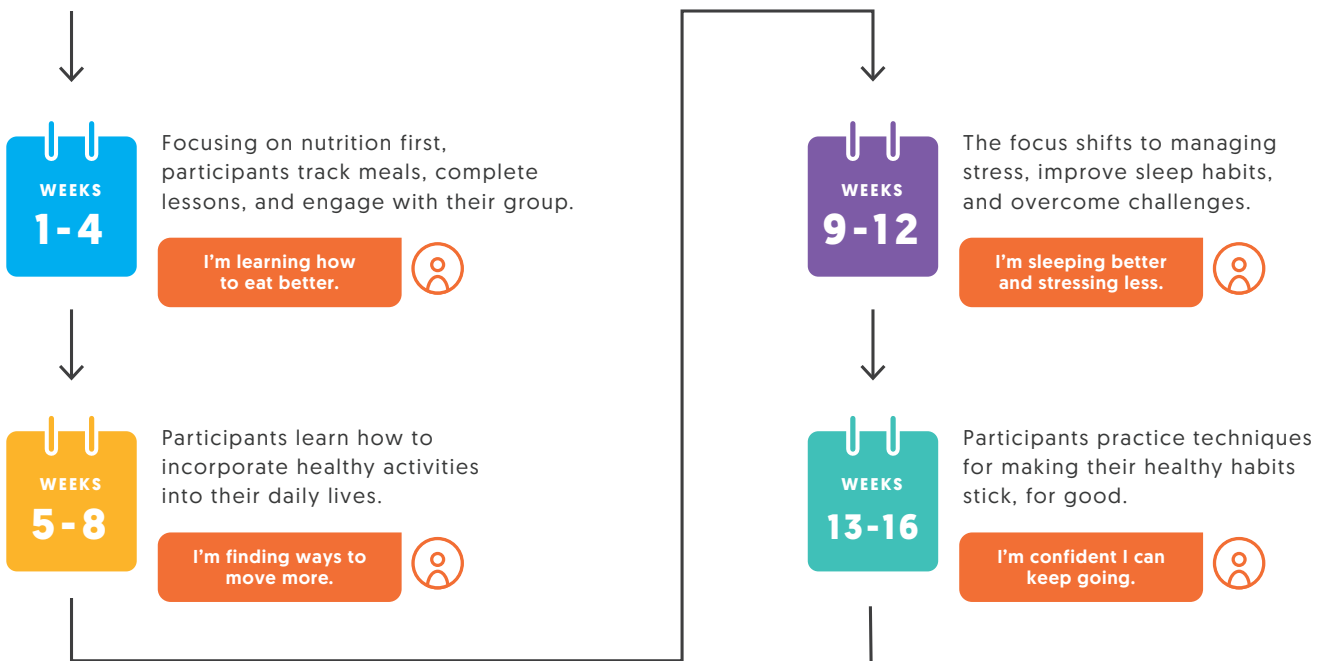 WEEKS
1-4
Focusing on nutrition first,
participants track meals, complete
lessons, and engage with their group.
I'm learning how
to eat better.
WEEKS
5-8
Participants learn how to
incorporate healthy activities
into their daily lives.
I'm finding ways to
move more.
WEEKS
9-12
The focus shifts to managing
stress, improve sleep habits,
and overcome challenges.
I'm sleeping better
and stressing less.
WEEKS
13-16
Participants practice techniques
for making their healthy habits
stick, for good.
I'm confident I can
keep going.